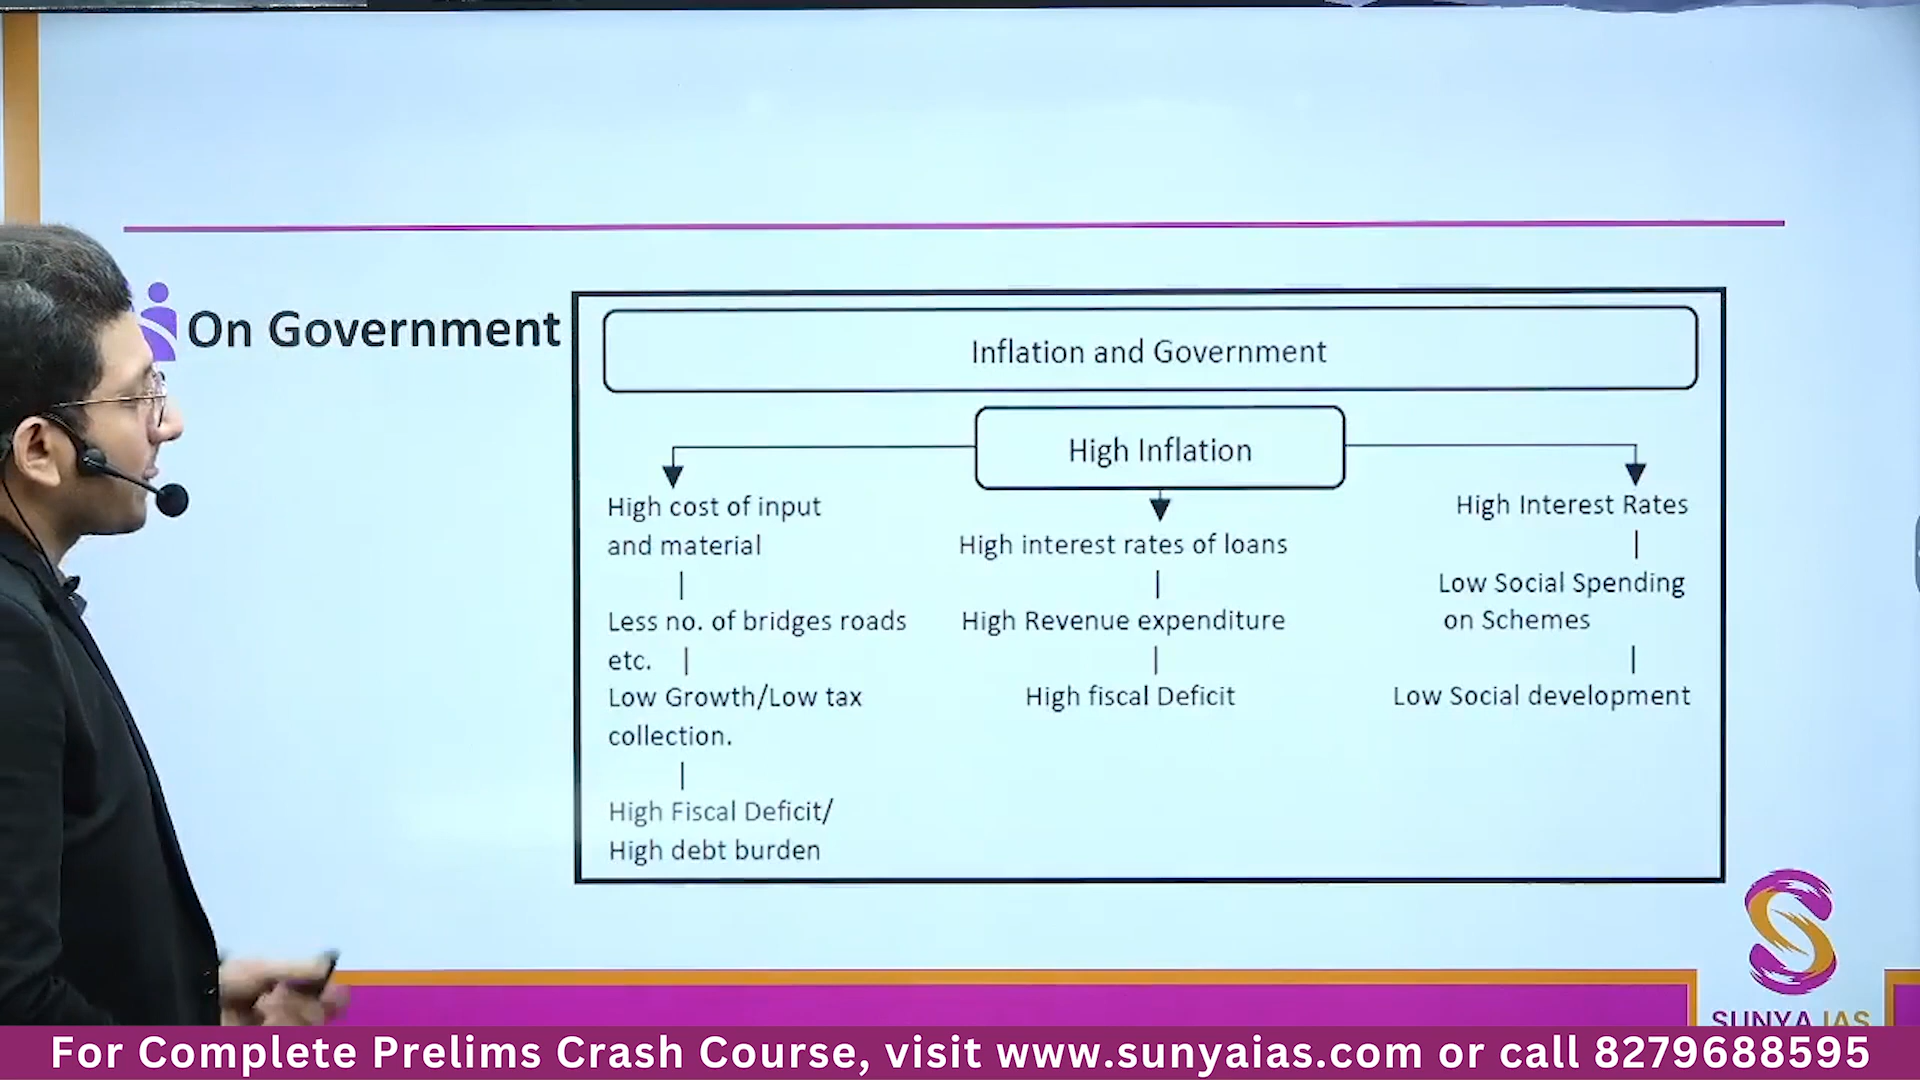 On Government
Inflation and Government
High Inflation
High cost of input
and material
|
Less no. of bridges roads
etc. |
Low Growth/Low tax
collection.
|
High Fiscal Deficit/
High debt burden
High interest rates of loans
|
High Revenue expenditure
|
High fiscal Deficit
High Interest Rates
|
Low Social Spending
on Schemes
|
Low Social development
SUNYA IAS
For Complete Prelims Crash Course, visit www.sunyaias.com or call 8279688595